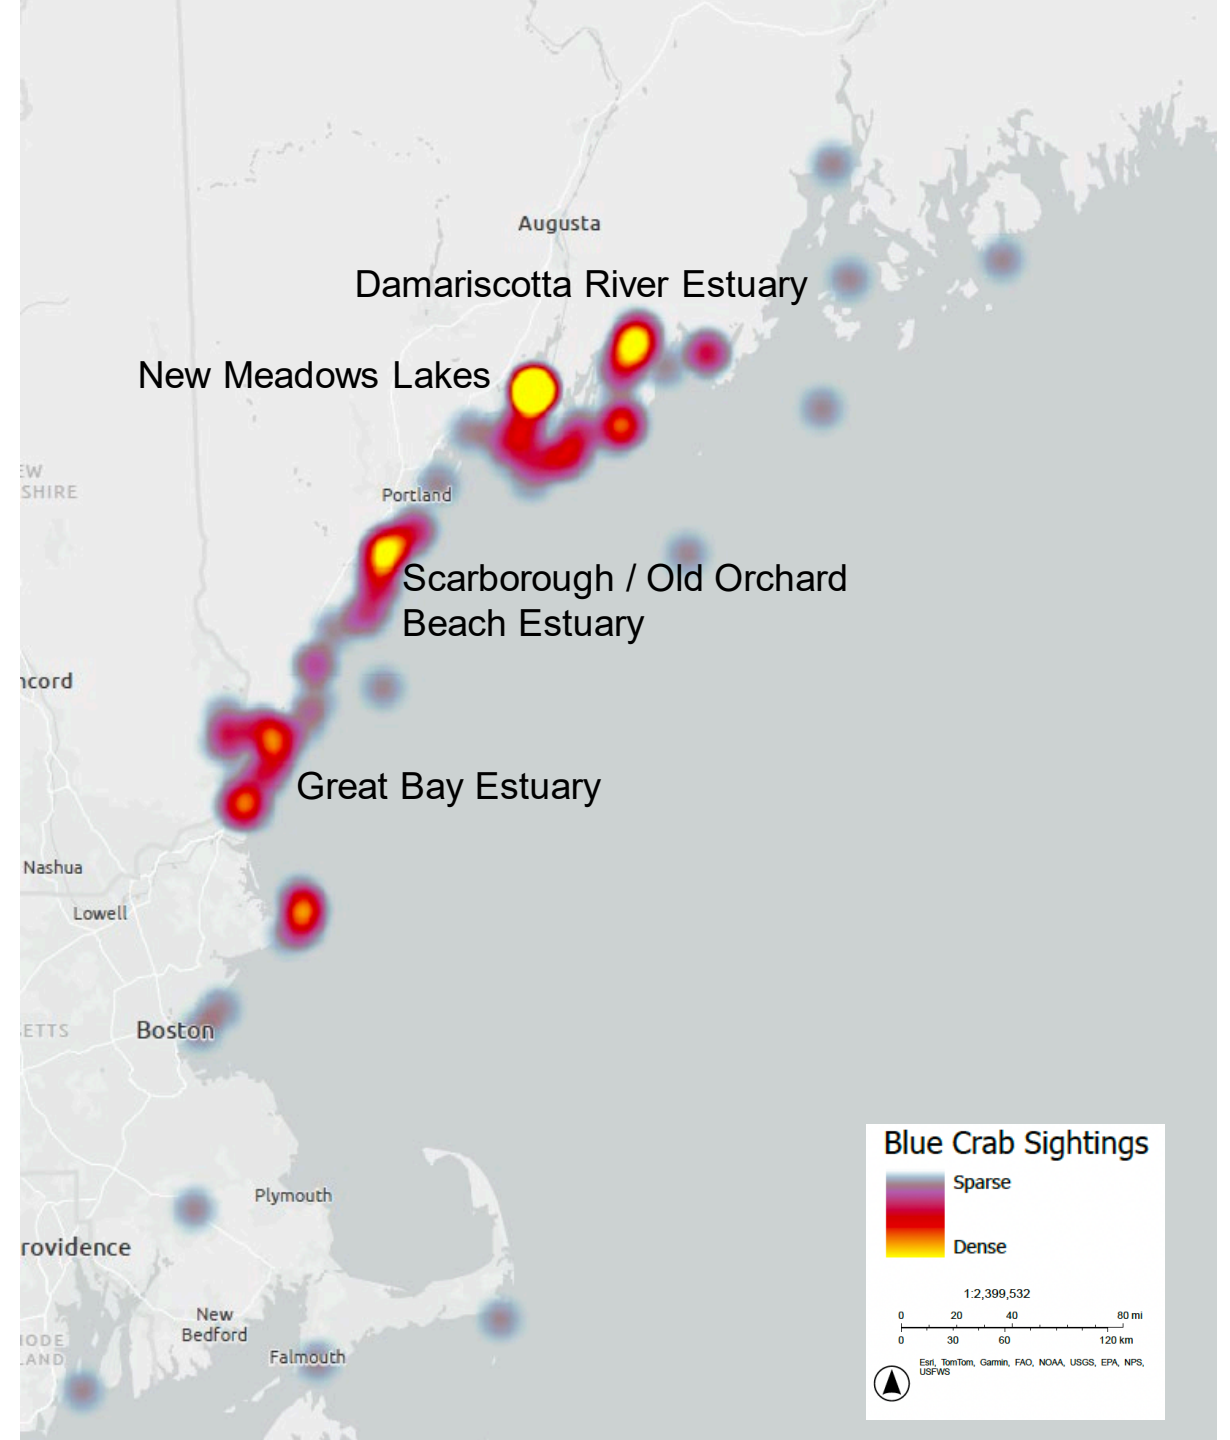 Augusta
Damariscotta River Estuary
New Meadows Lakes
EW
SHIRE
Portland
Scarborough / Old Orchard
Beach Estuary
ncord
Great Bay Estuary
Nashua
Lowell
ETTS
Boston
Plymouth
rovidence
New
Bedford
Falmouth
IODE
LAND
Blue Crab Sightings
Sparse
Dense
1:2,399,532
0 20 40 80 mi
0 30 60 120 km
Esri, TomTom, Garmin, FAO, NOAA, USGS, EPA, NPS,
USFWS